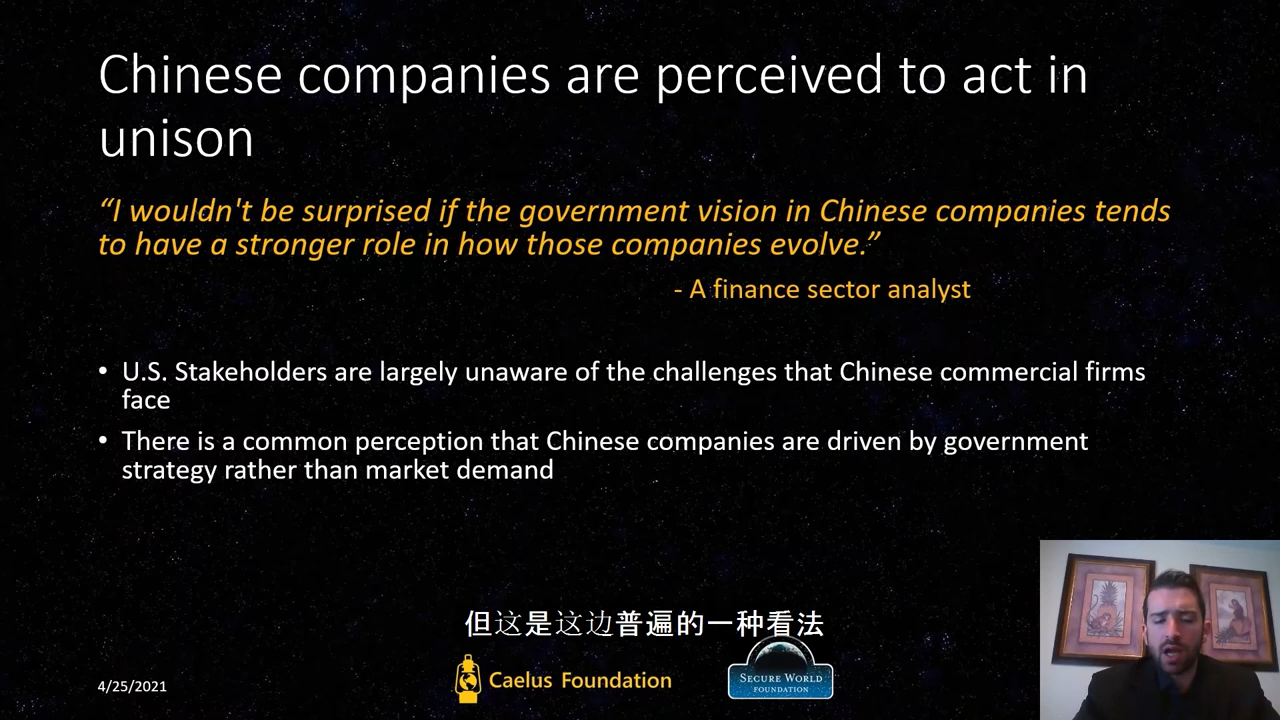 Chinese companies are perceived to act in
unison
“I wouldn't be surprised if the government vision in Chinese companies tends
to have a stronger role in how those companies evolve.”
- A finance sector analyst
• U.S. Stakeholders are largely unaware of the challenges that Chinese commercial firms
face
• There is a common perception that Chinese companies are driven by government
strategy rather than market demand
但这是这边普遍的一种看法
4/25/2021
Caelus Foundation
SECURE WORLD
FOUNDATION